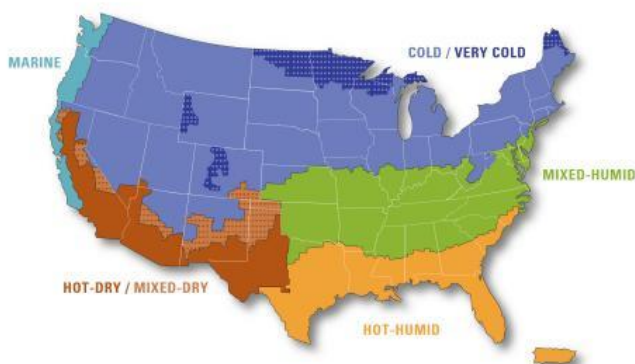 COLD / VERY COLD
MARINE
MIXED-HUMID
HOT-DRY / MIXED-DRY
HOT-HUMID